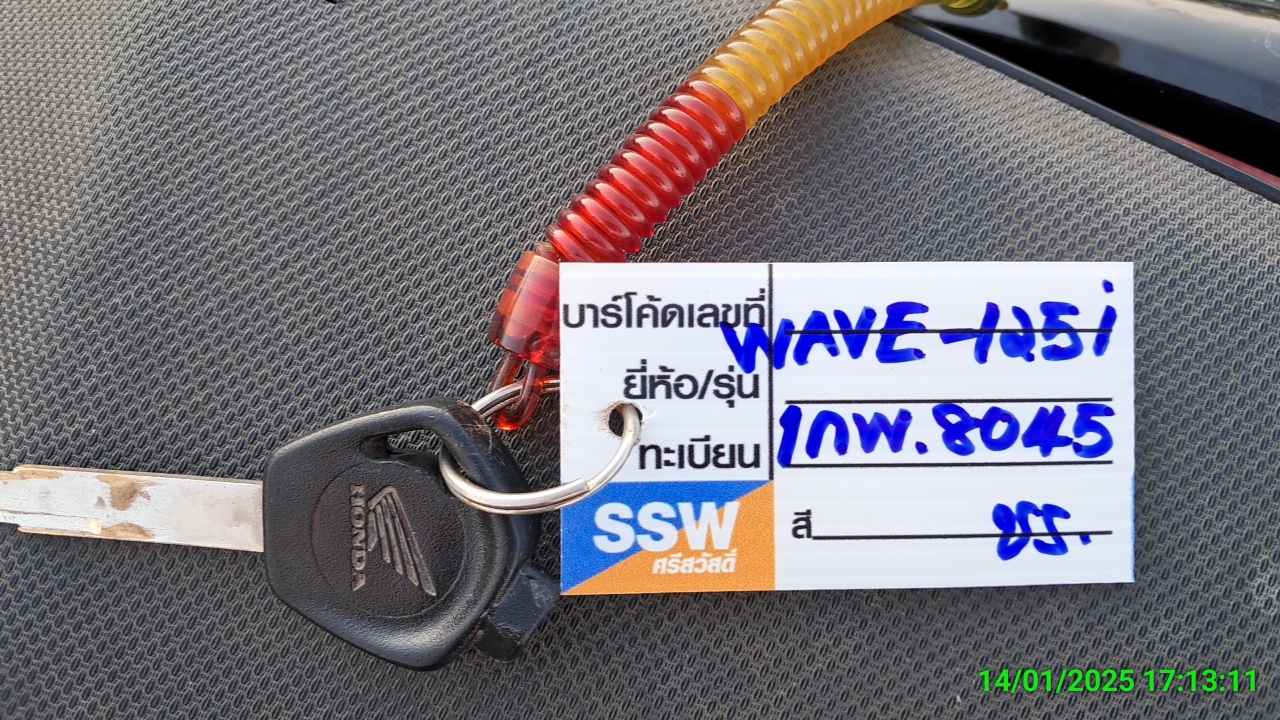 บาร์โค้ดเลขที่
WAVE-125i
ยี่ห้อ/รุ่น
ทะเบียน 1กพ.8045
SSW
ศรีสวัสดิ์
สี ขร.
HONDA
14/01/2025 17:13:11